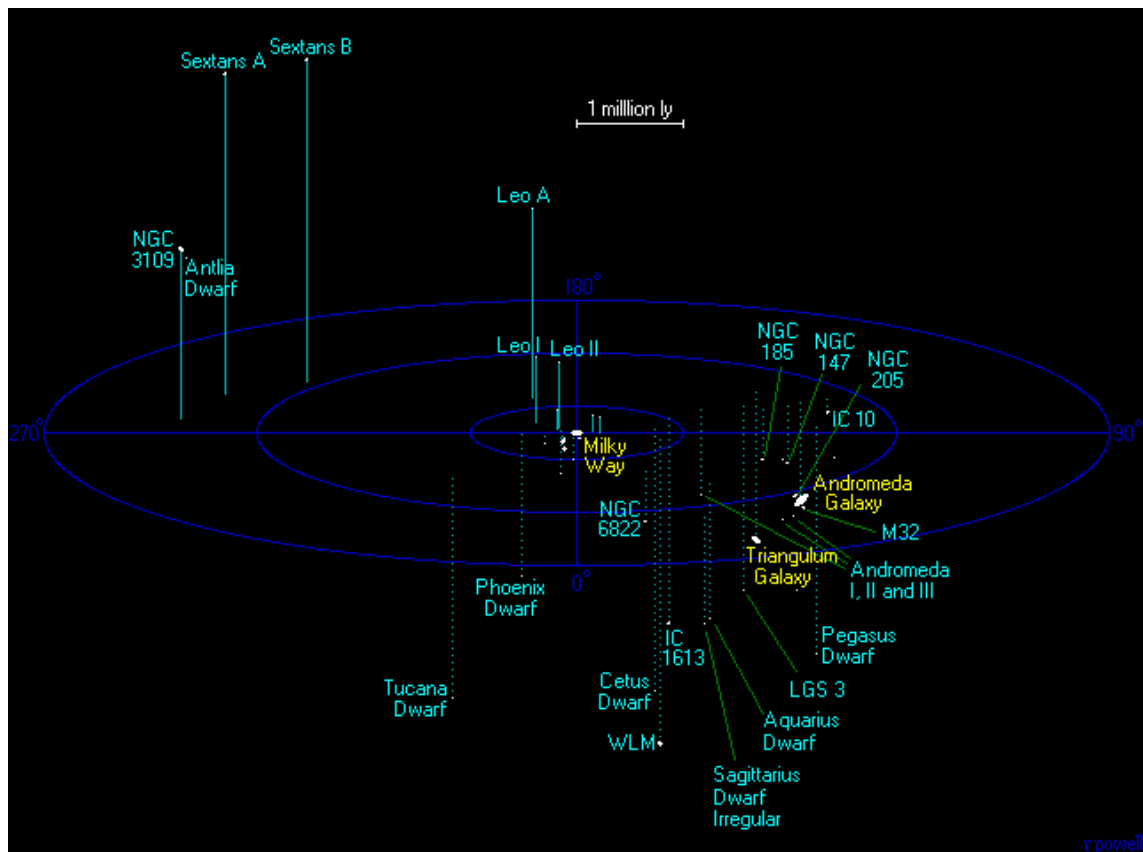 Sextans A
Sextans B
1 milllion ly
Leo A
NGC
3109
Antlia
Dwarf
180°
NGC
185
NGC
147
NGC
205
Leo I
Leo II
IC 10
270°
90°
Milky
Way
Andromeda
Galaxy
NGC
6822
M32
Triangulum
Galaxy
Andromeda
I, II and III
0°
Phoenix
Dwarf
IC
1613
Pegasus
Dwarf
Tucana
Dwarf
Cetus
Dwarf
LGS 3
WLM
Aquarius
Dwarf
Sagittarius
Dwarf
Irregular
r powell